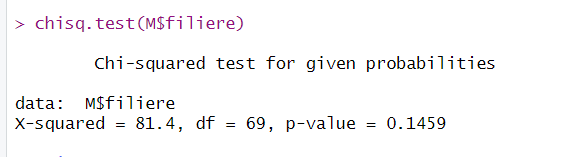 > chisq.test(M$filiere)
Chi-squared test for given probabilities
data:  M$filiere
X-squared = 81.4, df = 69, p-value = 0.1459